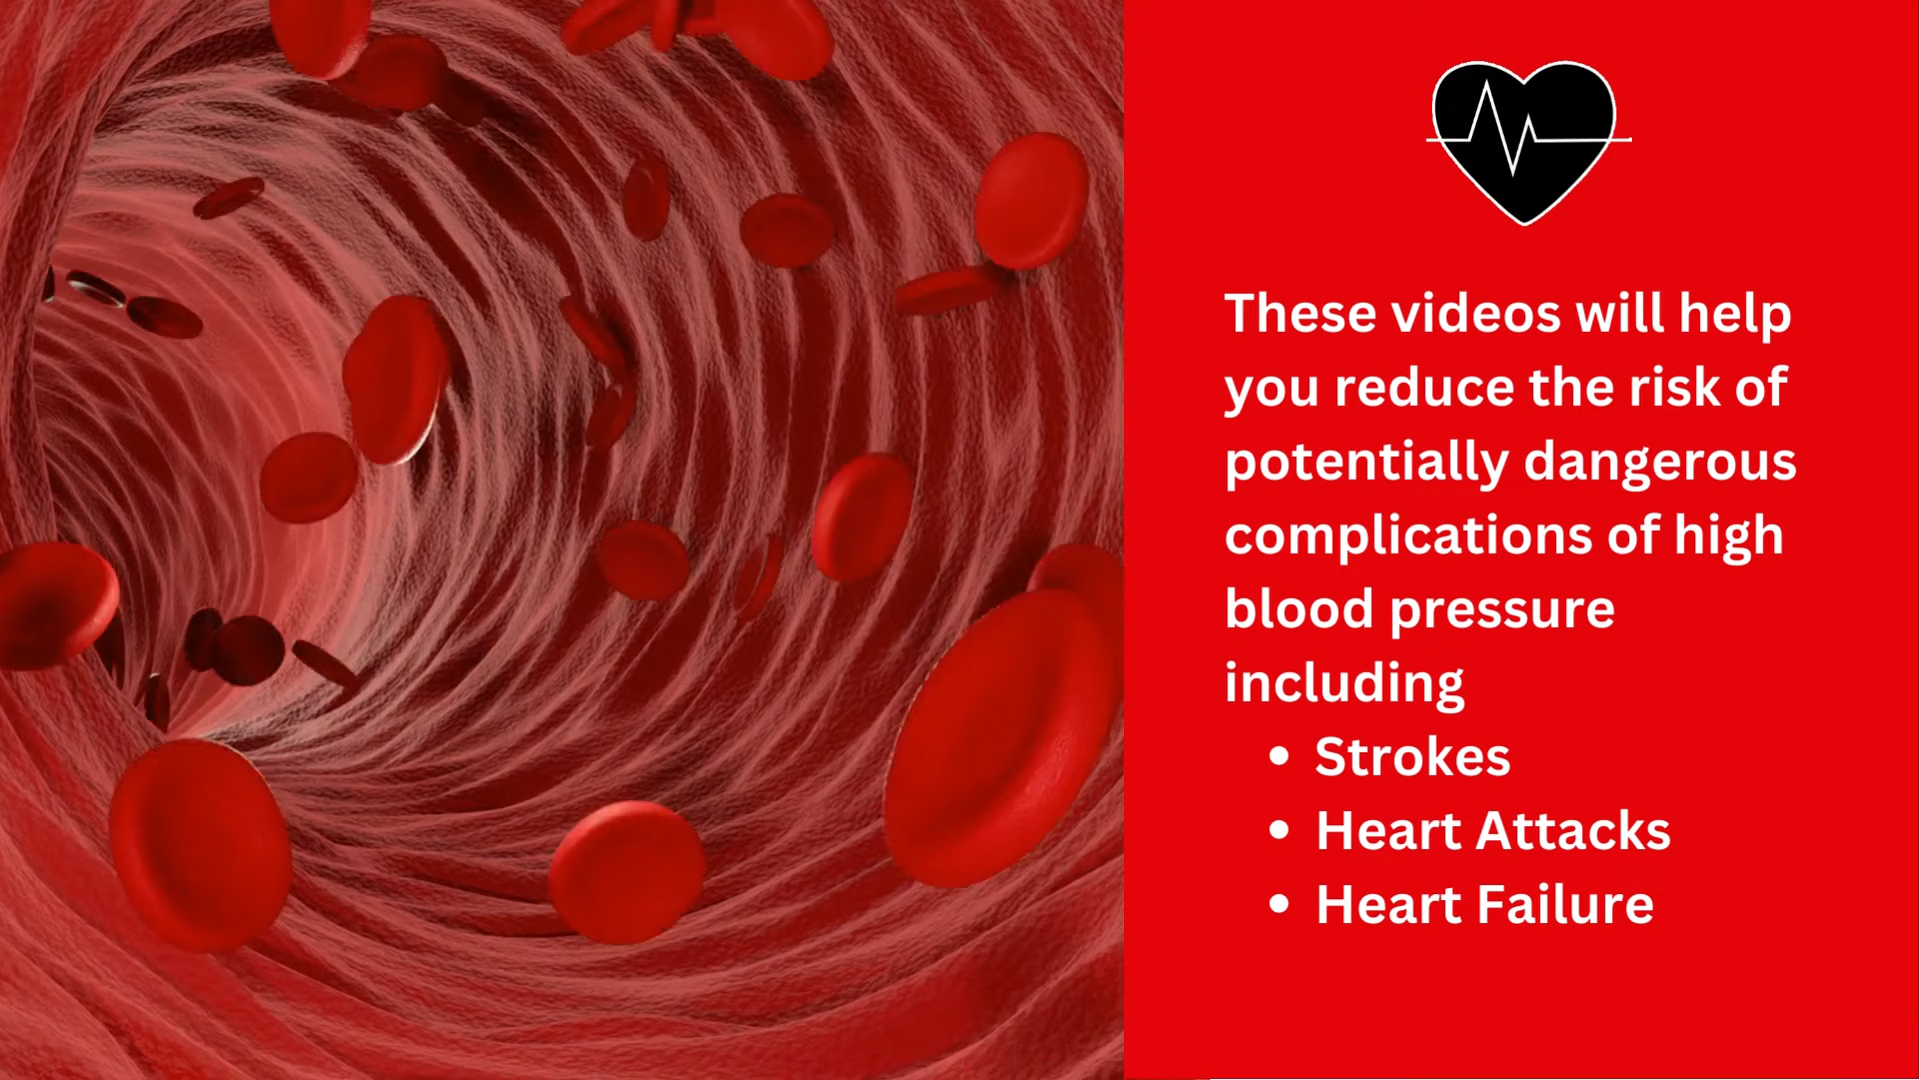 These videos will help
you reduce the risk of
potentially dangerous
complications of high
blood pressure
including
• Strokes
• Heart Attacks
• Heart Failure